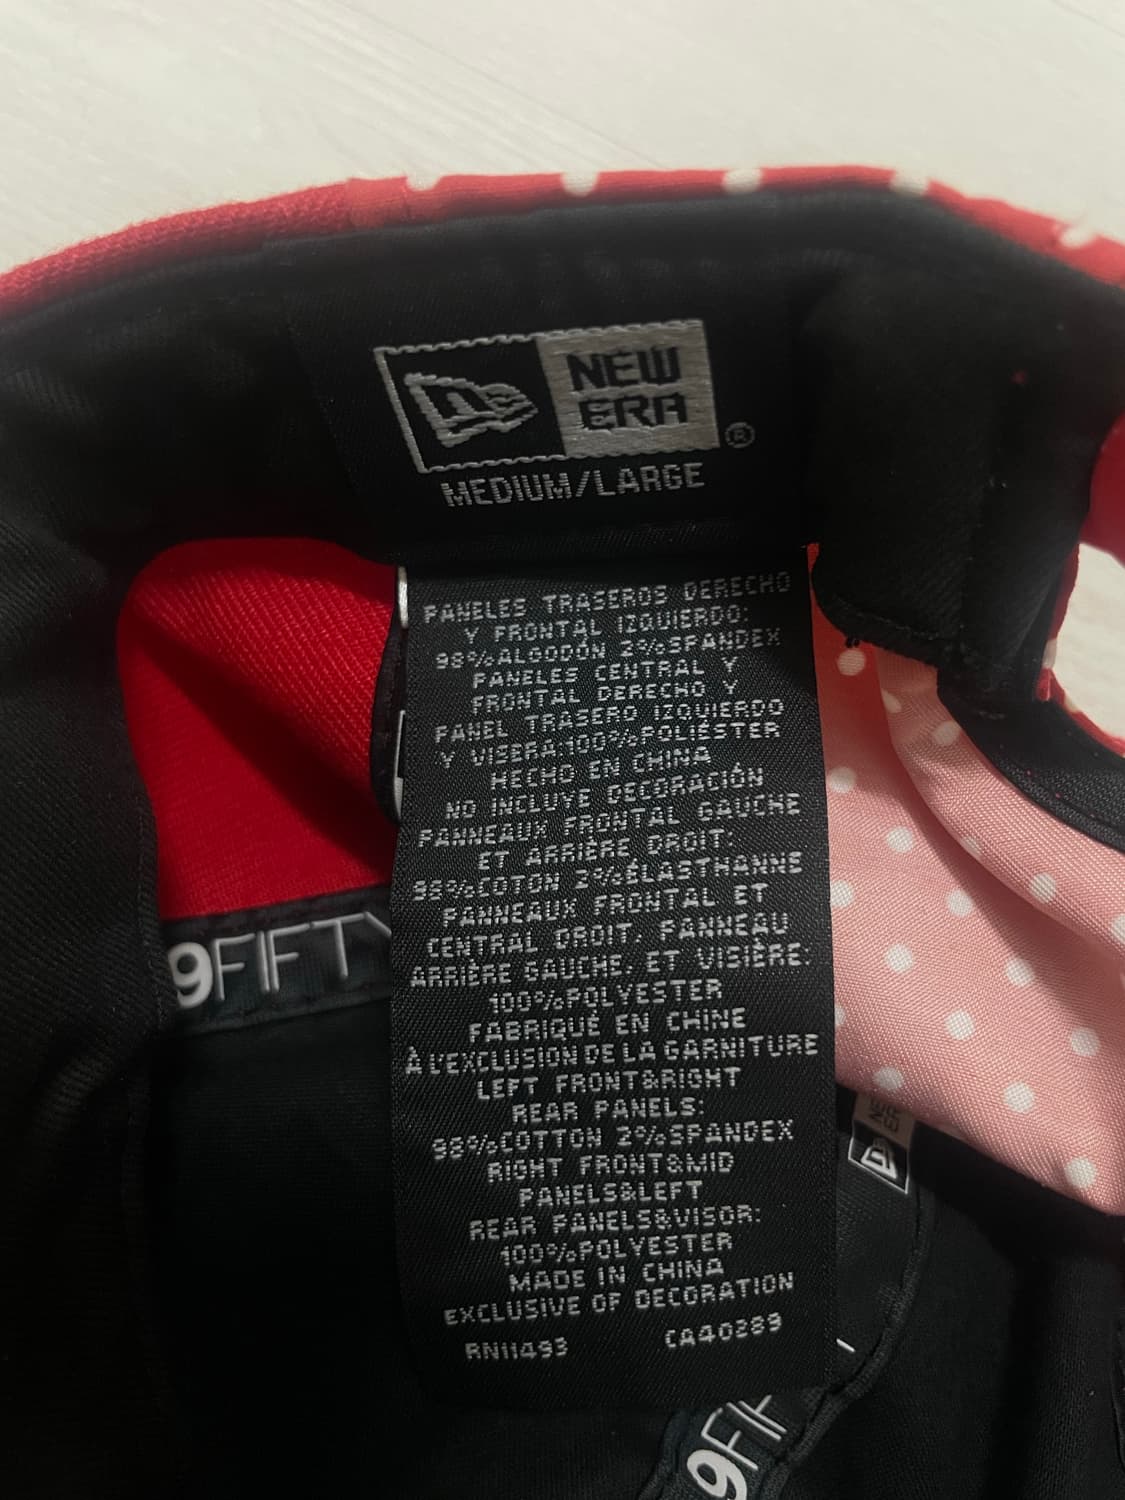 NEW
ERA
®
MEDIUM/LARGE
PANELES TRASEROS DERECHO
Y FRONTAL IZQUIERDO:
98%ALGODÓN 2%SPANDEX
PANELES CENTRAL Y
FRONTAL DERECHO Y
PANEL TRASERO IZQUIERDO
Y VISERA:100%POLIÉSTER
HECHO EN CHINA
NO INCLUYE DECORACIÓN
PANNEAUX FRONTAL GAUCHE
ET ARRIÈRE DROIT.
98%COTON 2%ÉLASTHANNE
PANNEAUX FRONTAL ET
CENTRAL DROIT, PANNEAU
ARRIÈRE GAUCHE, ET VISIÈRE:
100%POLYESTER
FABRIQUÉ EN CHINE
À L'EXCLUSION DE LA GARNITURE
LEFT FRONT&RIGHT
REAR PANELS:
98%COTTON 2%SPANDEX
RIGHT FRONT&MID
PANELS&LEFT
REAR PANELS&VISOR:
100%POLYESTER
MADE IN CHINA
EXCLUSIVE OF DECORATION
RN11493 CA40289
9FIFTY
9FIF